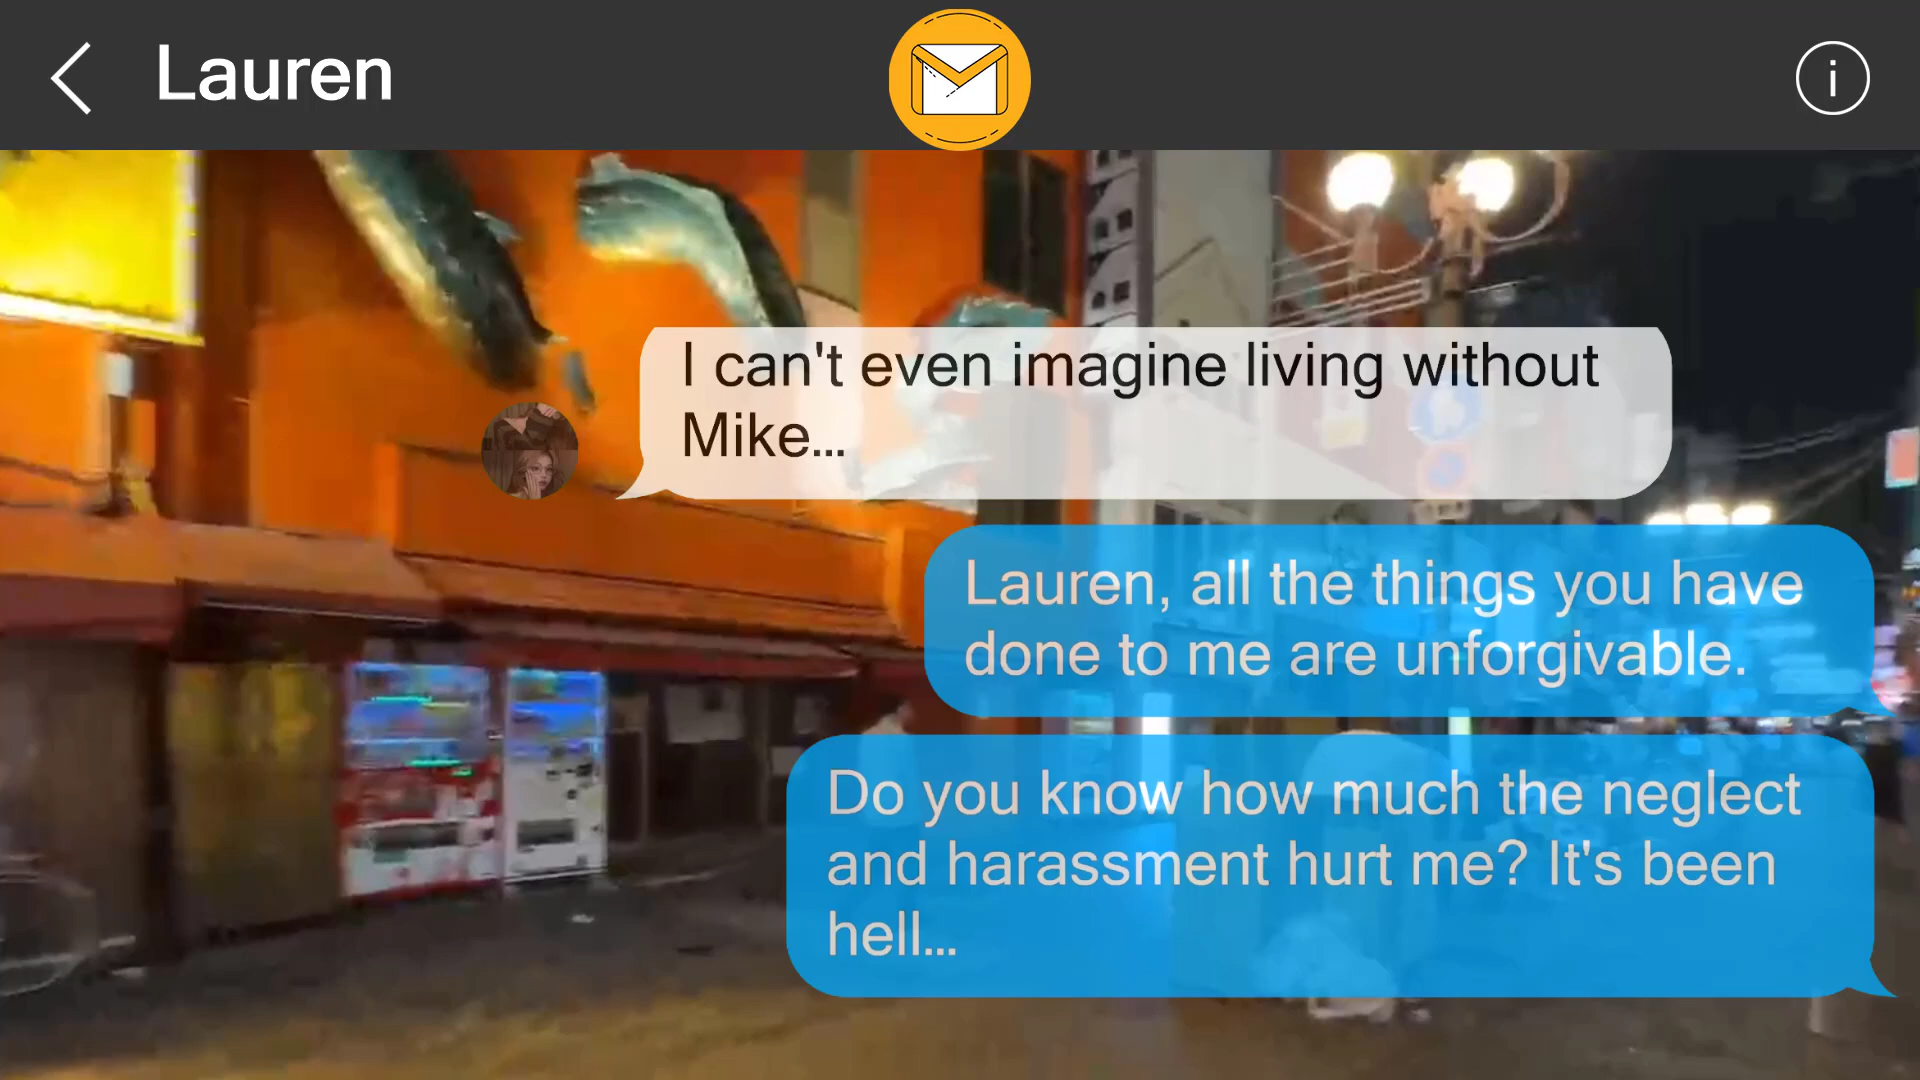 Lauren
I can't even imagine living without
Mike...
Lauren, all the things you have
done to me are unforgivable.
Do you know how much the neglect
and harassment hurt me? It's been
hell...